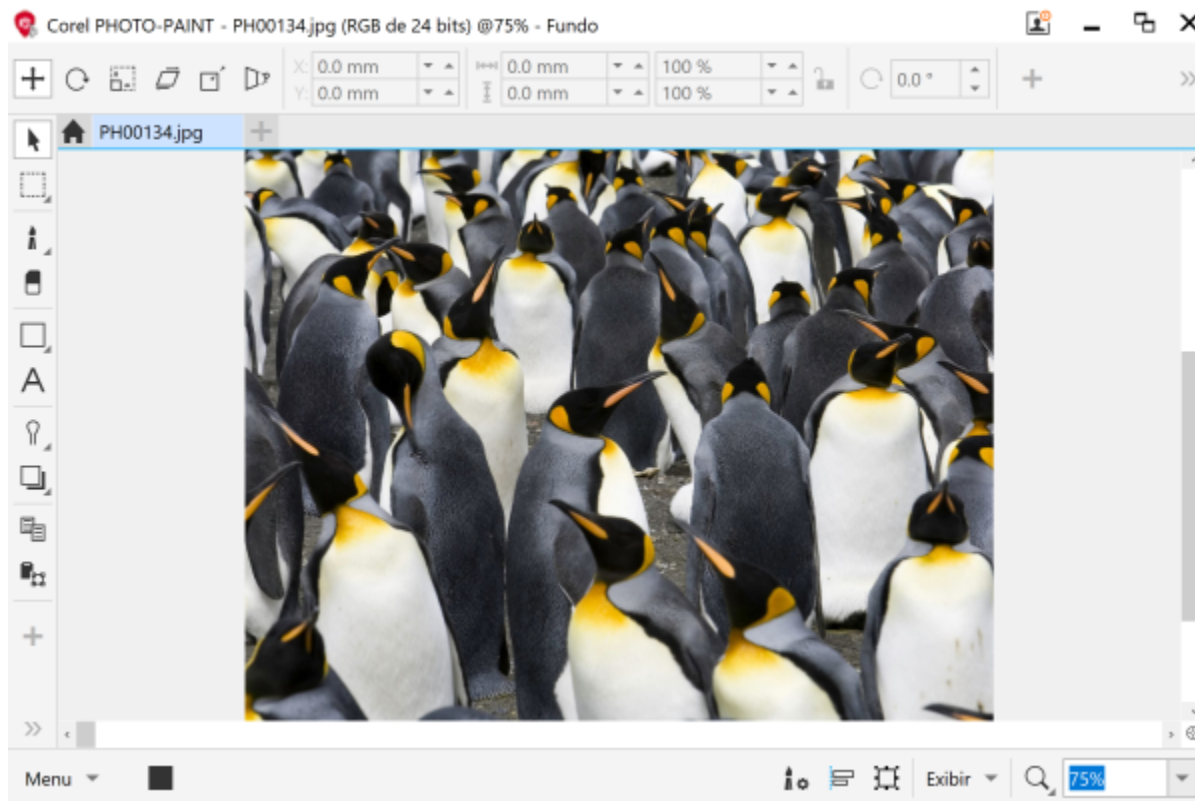 Corel PHOTO-PAINT - PH00134.jpg (RGB de 24 bits) @75% - Fundo
X: 0.0 mm 0.0 mm 100 % 0.0 °
Y: 0.0 mm 0.0 mm 100 %
PH00134.jpg
Menu Exibir 75%